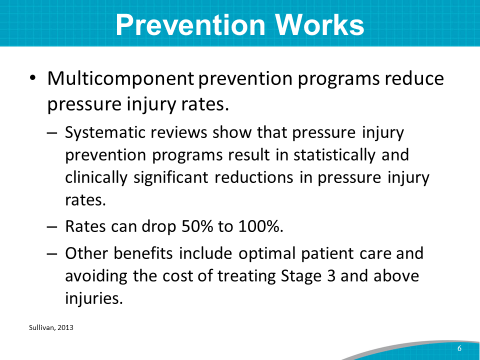 Prevention Works
• Multicomponent prevention programs reduce
pressure injury rates.
– Systematic reviews show that pressure injury
prevention programs result in statistically and
clinically significant reductions in pressure injury
rates.
– Rates can drop 50% to 100%.
– Other benefits include optimal patient care and
avoiding the cost of treating Stage 3 and above
injuries.
Sullivan, 2013
6